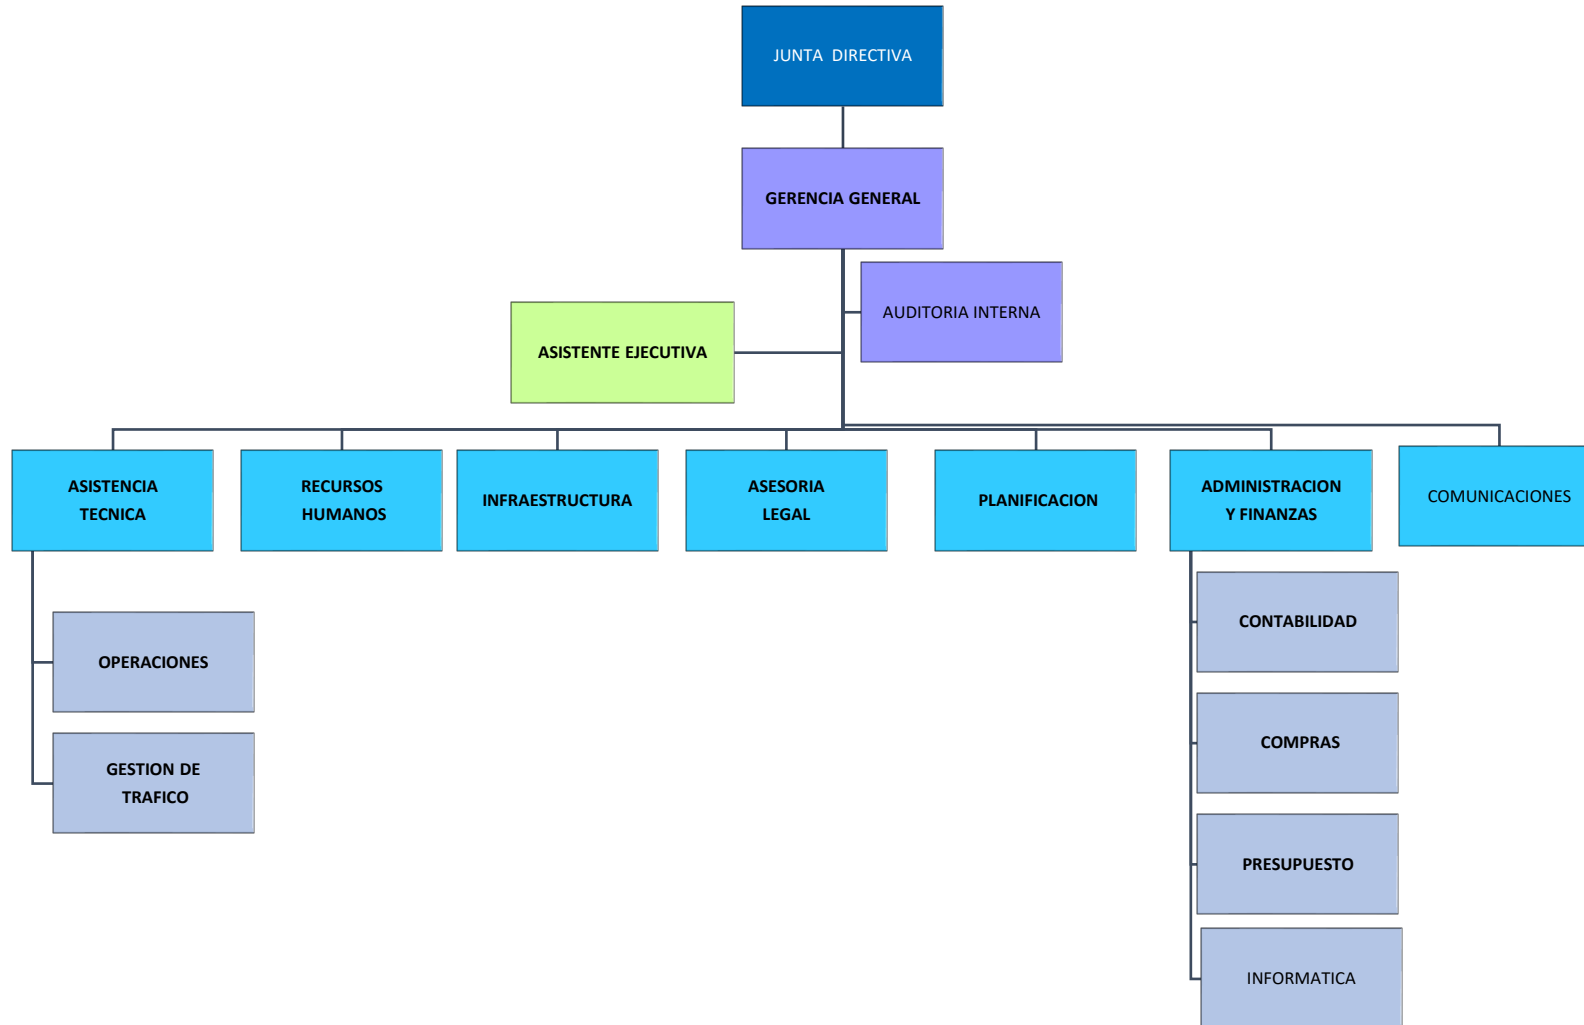 JUNTA DIRECTIVA
GERENCIA GENERAL
AUDITORIA INTERNA
ASISTENTE EJECUTIVA
ASISTENCIA
TECNICA
RECURSOS
HUMANOS
INFRAESTRUCTURA
ASESORIA
LEGAL
PLANIFICACION
ADMINISTRACION
Y FINANZAS
COMUNICACIONES
OPERACIONES
GESTION DE
TRAFICO
CONTABILIDAD
COMPRAS
PRESUPUESTO
INFORMATICA